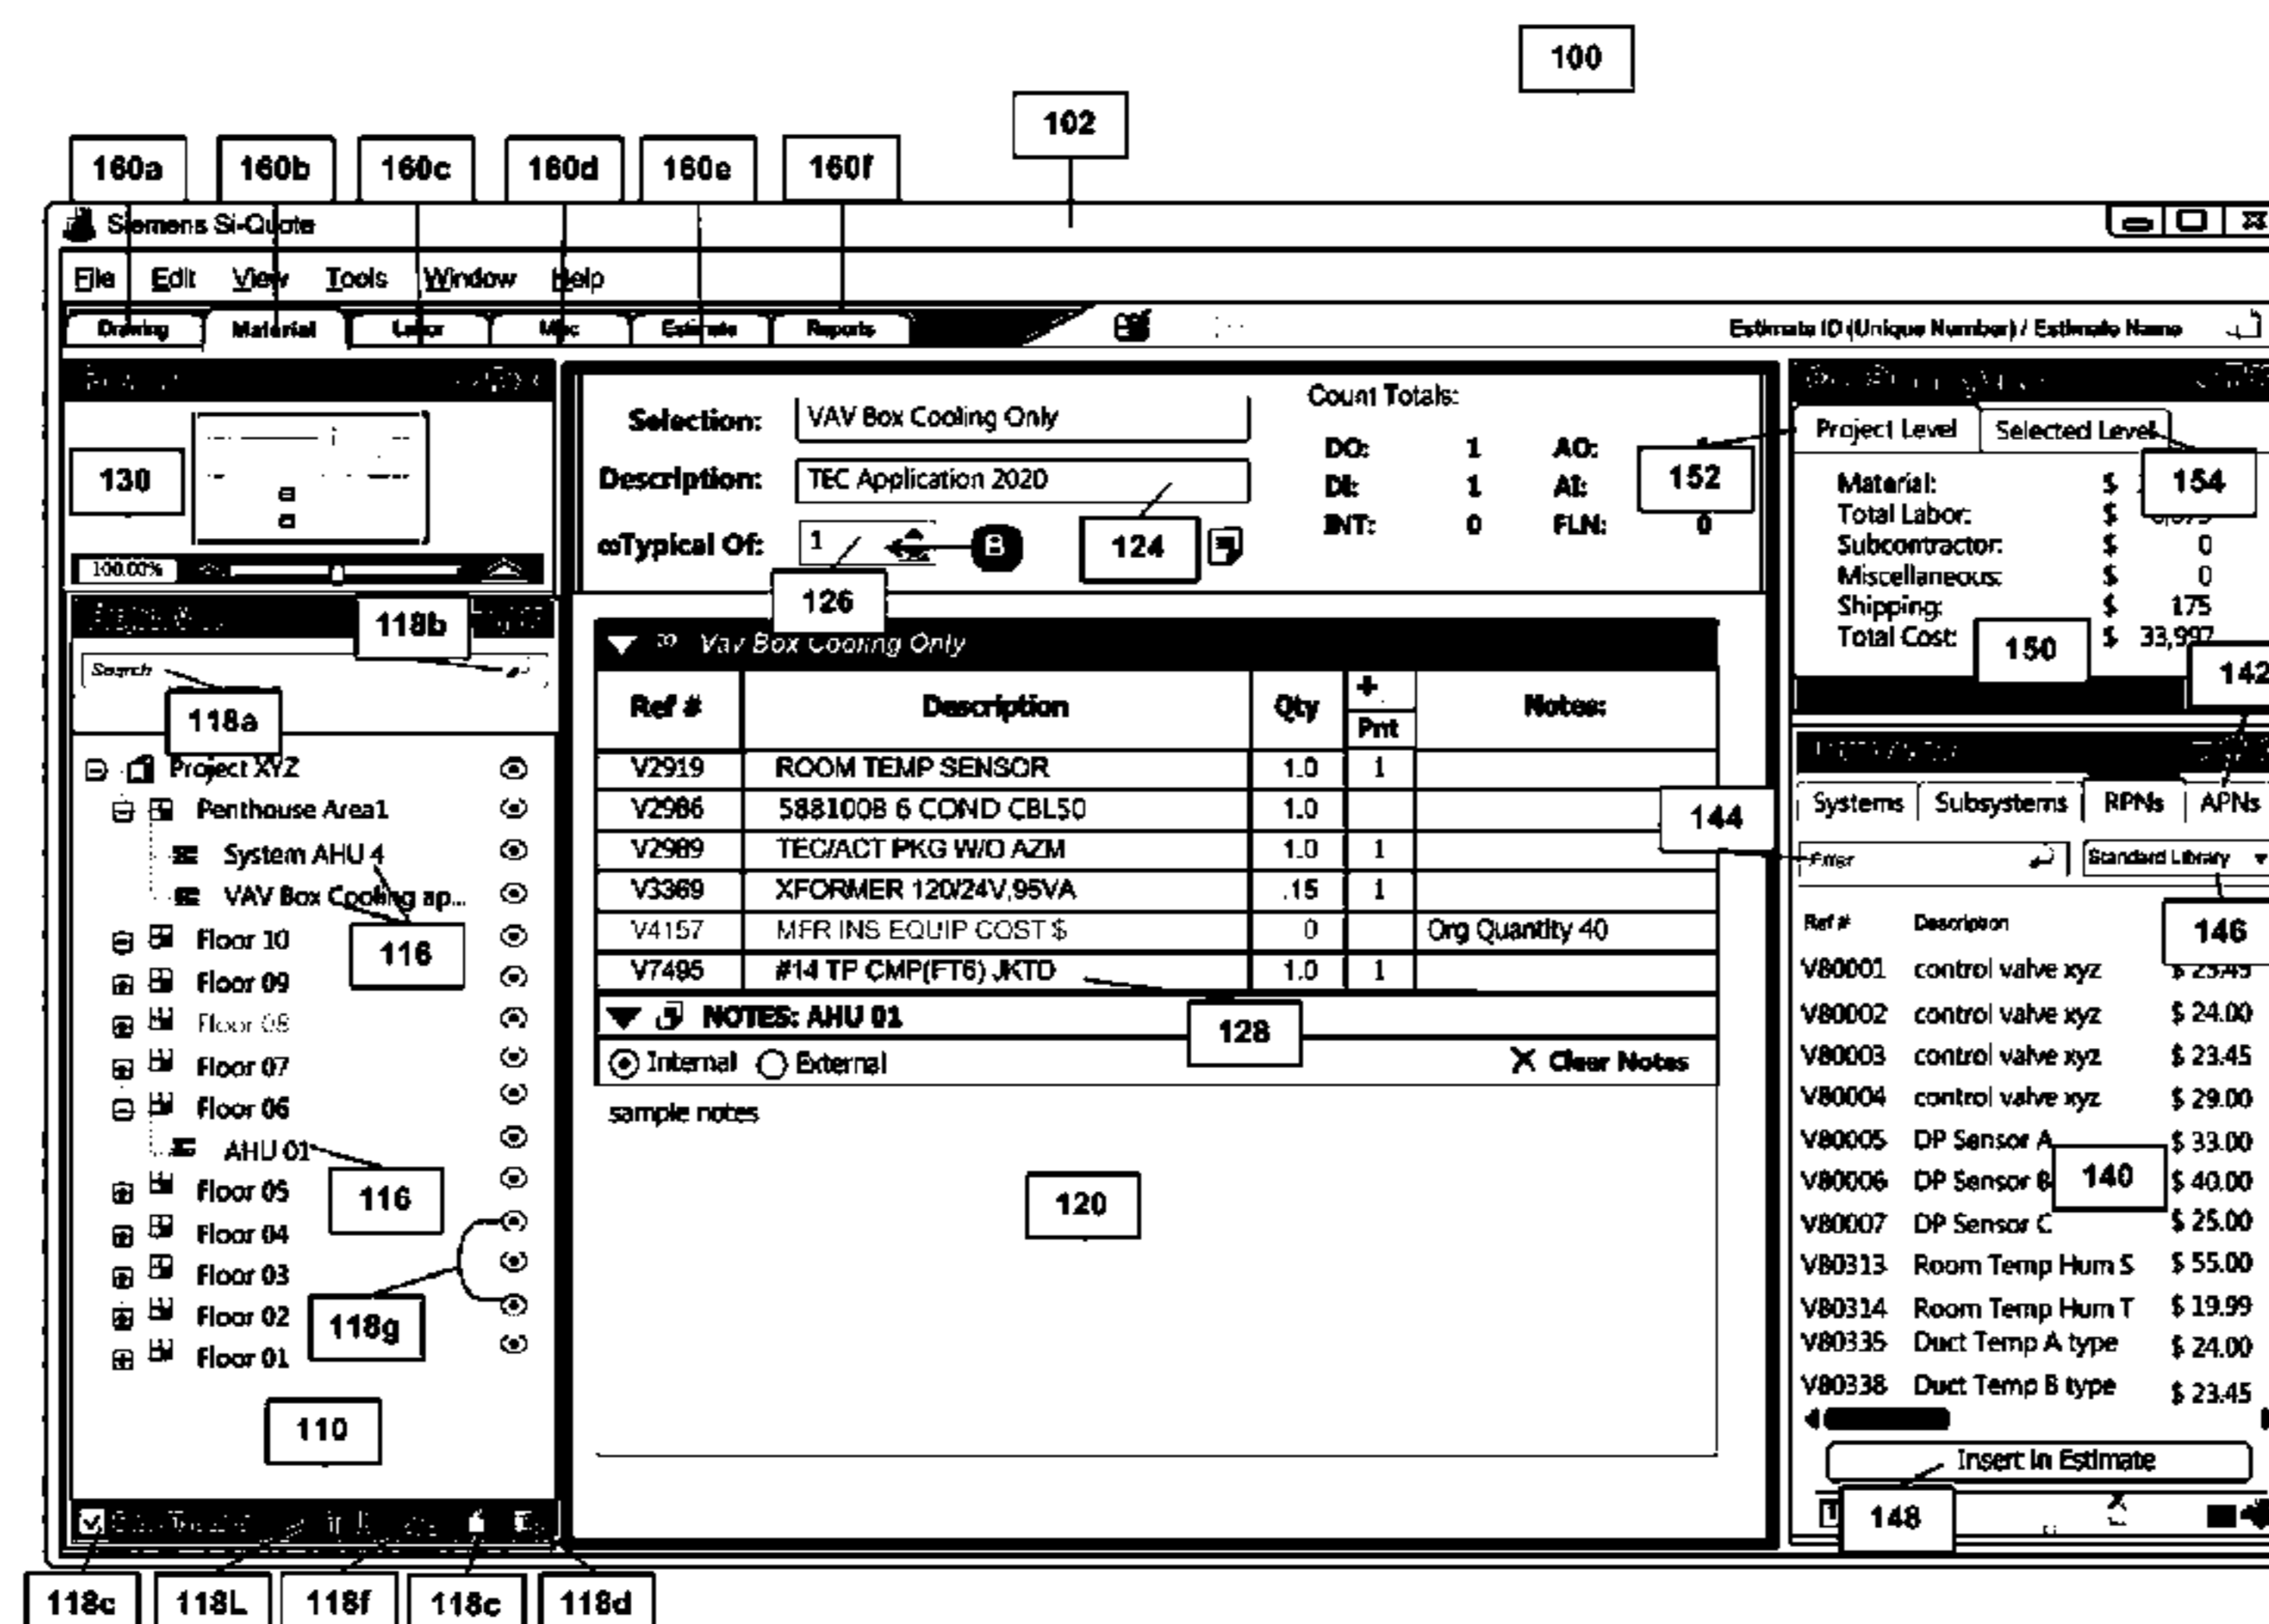 100
102
160a 160b 160c 160d 160e 160f
Siemens Si-Quote
File Edit View Tools Window Help
Drawing Material Labor Misc Estimate Reports Estimate ID (Unique Number) / Estimate Name
Selection: VAV Box Cooling Only
Description: TEC Application 2020
∞Typical Of: 1 B
124
126
Count Totals:
DO: 1 AO:
DI: 1 AI:
INT: 0 FLN: 0
152
Project Level Selected Level
154
Material: $
Total Labor: $
Subcontractor: $ 0
Miscellaneous: $ 0
Shipping: $ 175
Total Cost: $ 33,997
150
142
130
100.00%
118b
Search
118a
Project XYZ
Penthouse Area1
System AHU 4
VAV Box Cooling ap...
116
Floor 10
Floor 09
Floor 08
Floor 07
Floor 06
AHU 01
116
Floor 05
Floor 04
Floor 03
Floor 02
Floor 01
118g
110
∞ Vav Box Cooling Only
Ref # Description Qty + Pnt Notes:
V2919 ROOM TEMP SENSOR 1.0 1
V2986 588100B 6 COND CBL50 1.0
V2989 TEC/ACT PKG W/O AZM 1.0 1
V3369 XFORMER 120/24V,95VA .15 1
V4157 MFR INS EQUIP COST $ 0 Org Quantity 40
V7495 #14 TP CMP(FT6) JKTD 1.0 1
NOTES: AHU 01
128
Internal External X Clear Notes
sample notes
120
144
Systems Subsystems RPNs APNs
Filter Standard Library
146
Ref # Description
V80001 control valve xyz $ 23.45
V80002 control valve xyz $ 24.00
V80003 control valve xyz $ 23.45
V80004 control valve xyz $ 29.00
V80005 DP Sensor A $ 33.00
V80006 DP Sensor B $ 40.00
V80007 DP Sensor C $ 25.00
140
V80313 Room Temp Hum S $ 55.00
V80314 Room Temp Hum T $ 19.99
V80335 Duct Temp A type $ 24.00
V80338 Duct Temp B type $ 23.45
Insert in Estimate
148
118c 118L 118f 118c 118d